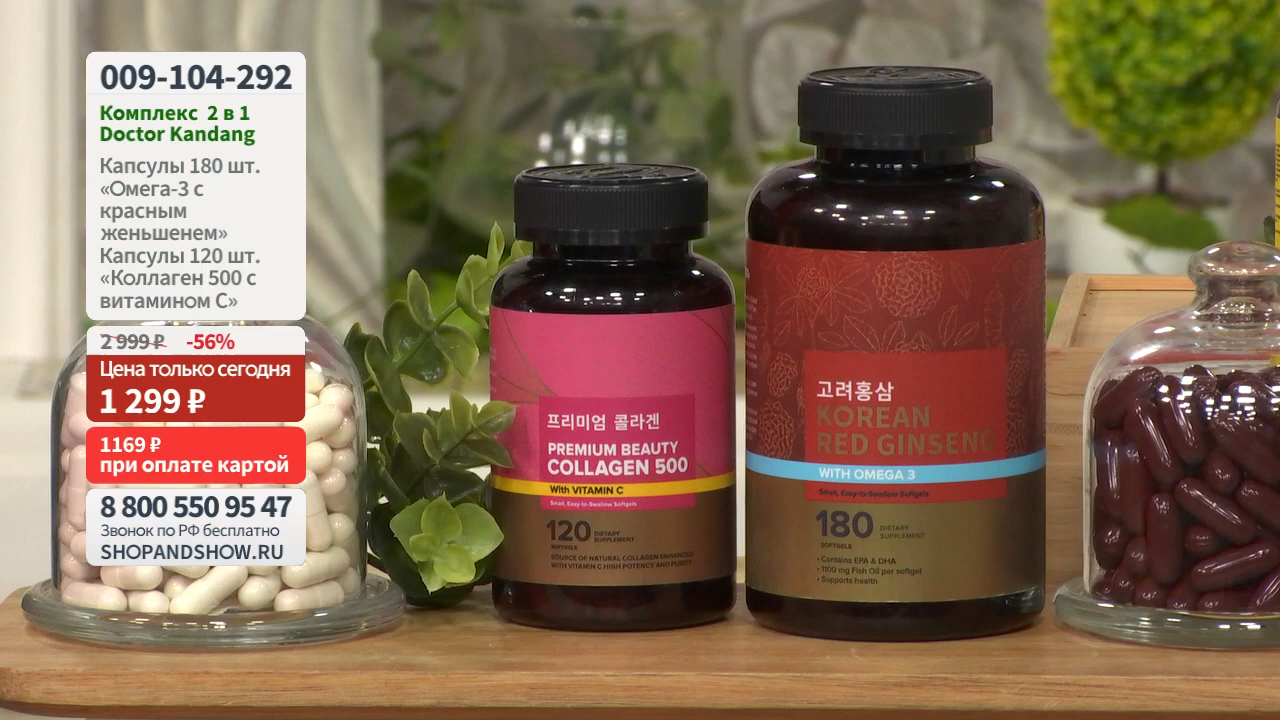 009-104-292
Комплекс 2 в 1
Doctor Kandang
Капсулы 180 шт.
«Омега-3 с
красным
женьшенем»
Капсулы 120 шт.
«Коллаген 500 с
витамином С»
2 999 ₽ -56%
Цена только сегодня
1 299 ₽
1169 ₽
при оплате картой
8 800 550 95 47
Звонок по РФ бесплатно
SHOPANDSHOW.RU
프리미엄 콜라겐
PREMIUM BEAUTY
COLLAGEN 500
With VITAMIN C
Small, Easy-to-Swallow Softgels
120 DIETARY
SUPPLEMENT
SOFTGELS
SOURCE OF NATURAL COLLAGEN ENHANCED
WITH VITAMIN C HIGH POTENCY AND PURITY
고려홍삼
KOREAN
RED GINSENG
WITH OMEGA 3
Small, Easy-to-Swallow Softgels
180 DIETARY
SUPPLEMENT
SOFTGELS
• Contains EPA & DHA
• 1100 mg Fish Oil per softgel
• Supports health